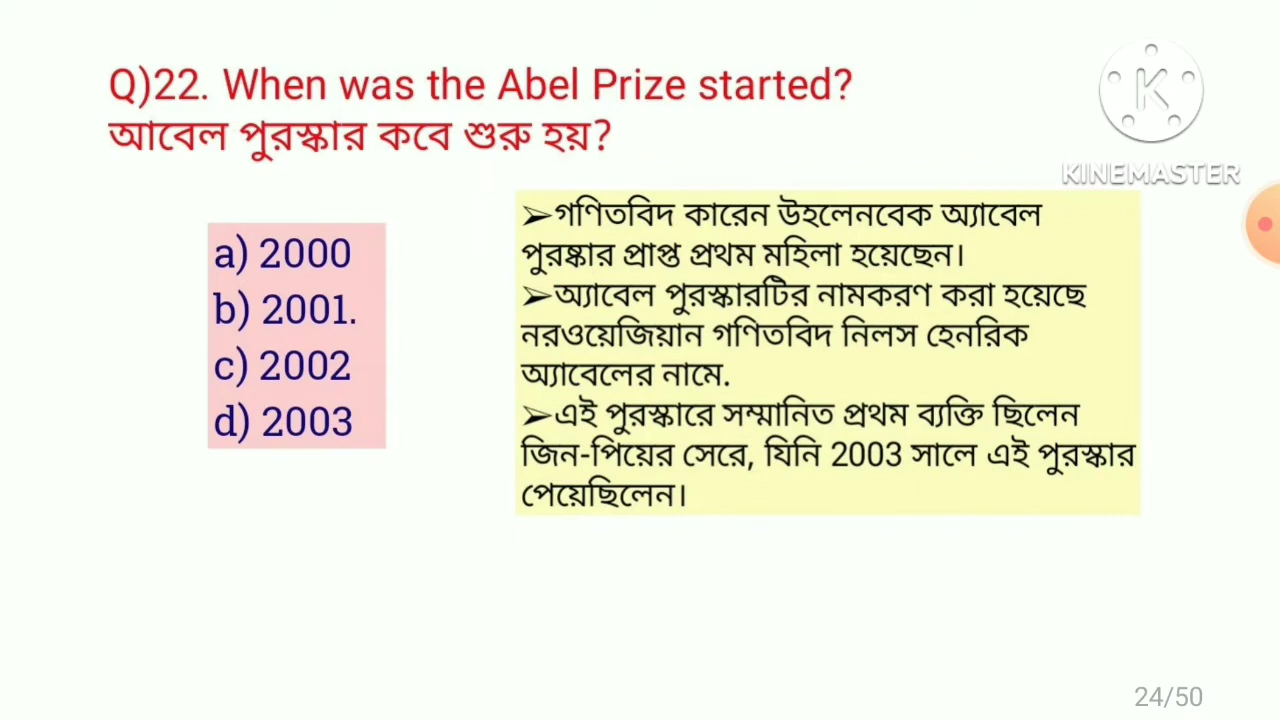 Q)22. When was the Abel Prize started?
আবেল পুরস্কার কবে শুরু হয়?
KINEMASTER
a) 2000
b) 2001.
c) 2002
d) 2003
➢গণিতবিদ কারেন উহলেনবেক অ্যাবেল
পুরষ্কার প্রাপ্ত প্রথম মহিলা হয়েছেন।
➢অ্যাবেল পুরস্কারটির নামকরণ করা হয়েছে
নরওয়েজিয়ান গণিতবিদ নিলস হেনরিক
অ্যাবেলের নামে.
➢এই পুরস্কারে সম্মানিত প্রথম ব্যক্তি ছিলেন
জিন-পিয়ের সেরে, যিনি 2003 সালে এই পুরস্কার
পেয়েছিলেন।
24/50